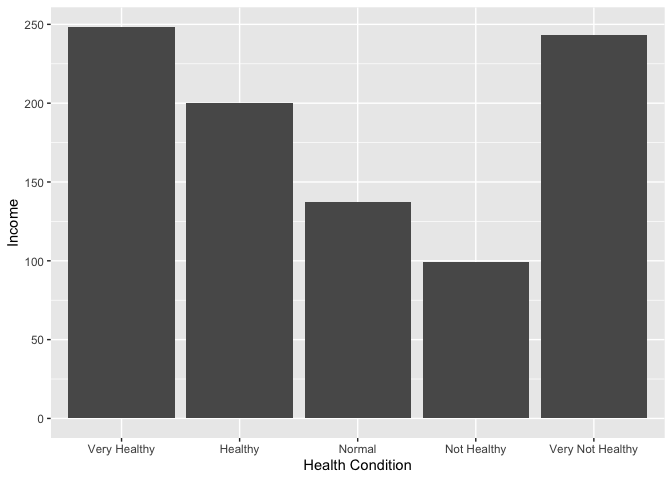 250
200
150
100
50
0
Income
Very Healthy
Healthy
Normal
Not Healthy
Very Not Healthy
Health Condition